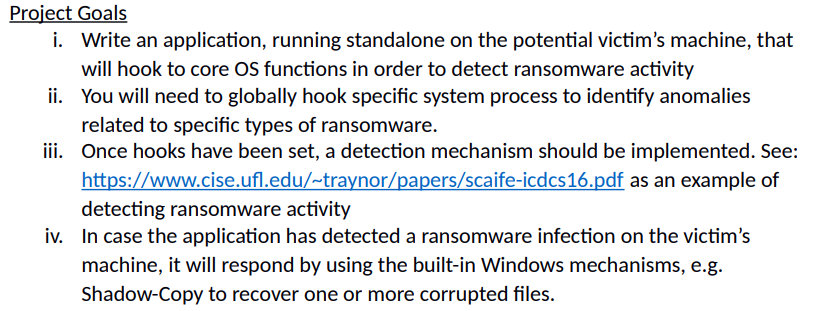 Project Goals
i. Write an application, running standalone on the potential victim's machine, that
will hook to core OS functions in order to detect ransomware activity
ii. You will need to globally hook specific system process to identify anomalies
related to specific types of ransomware.
iii. Once hooks have been set, a detection mechanism should be implemented. See:
https://www.cise.ufl.edu/~traynor/papers/scaife-icdcs16.pdf as an example of
detecting ransomware activity
iv. In case the application has detected a ransomware infection on the victim's
machine, it will respond by using the built-in Windows mechanisms, e.g.
Shadow-Copy to recover one or more corrupted files.